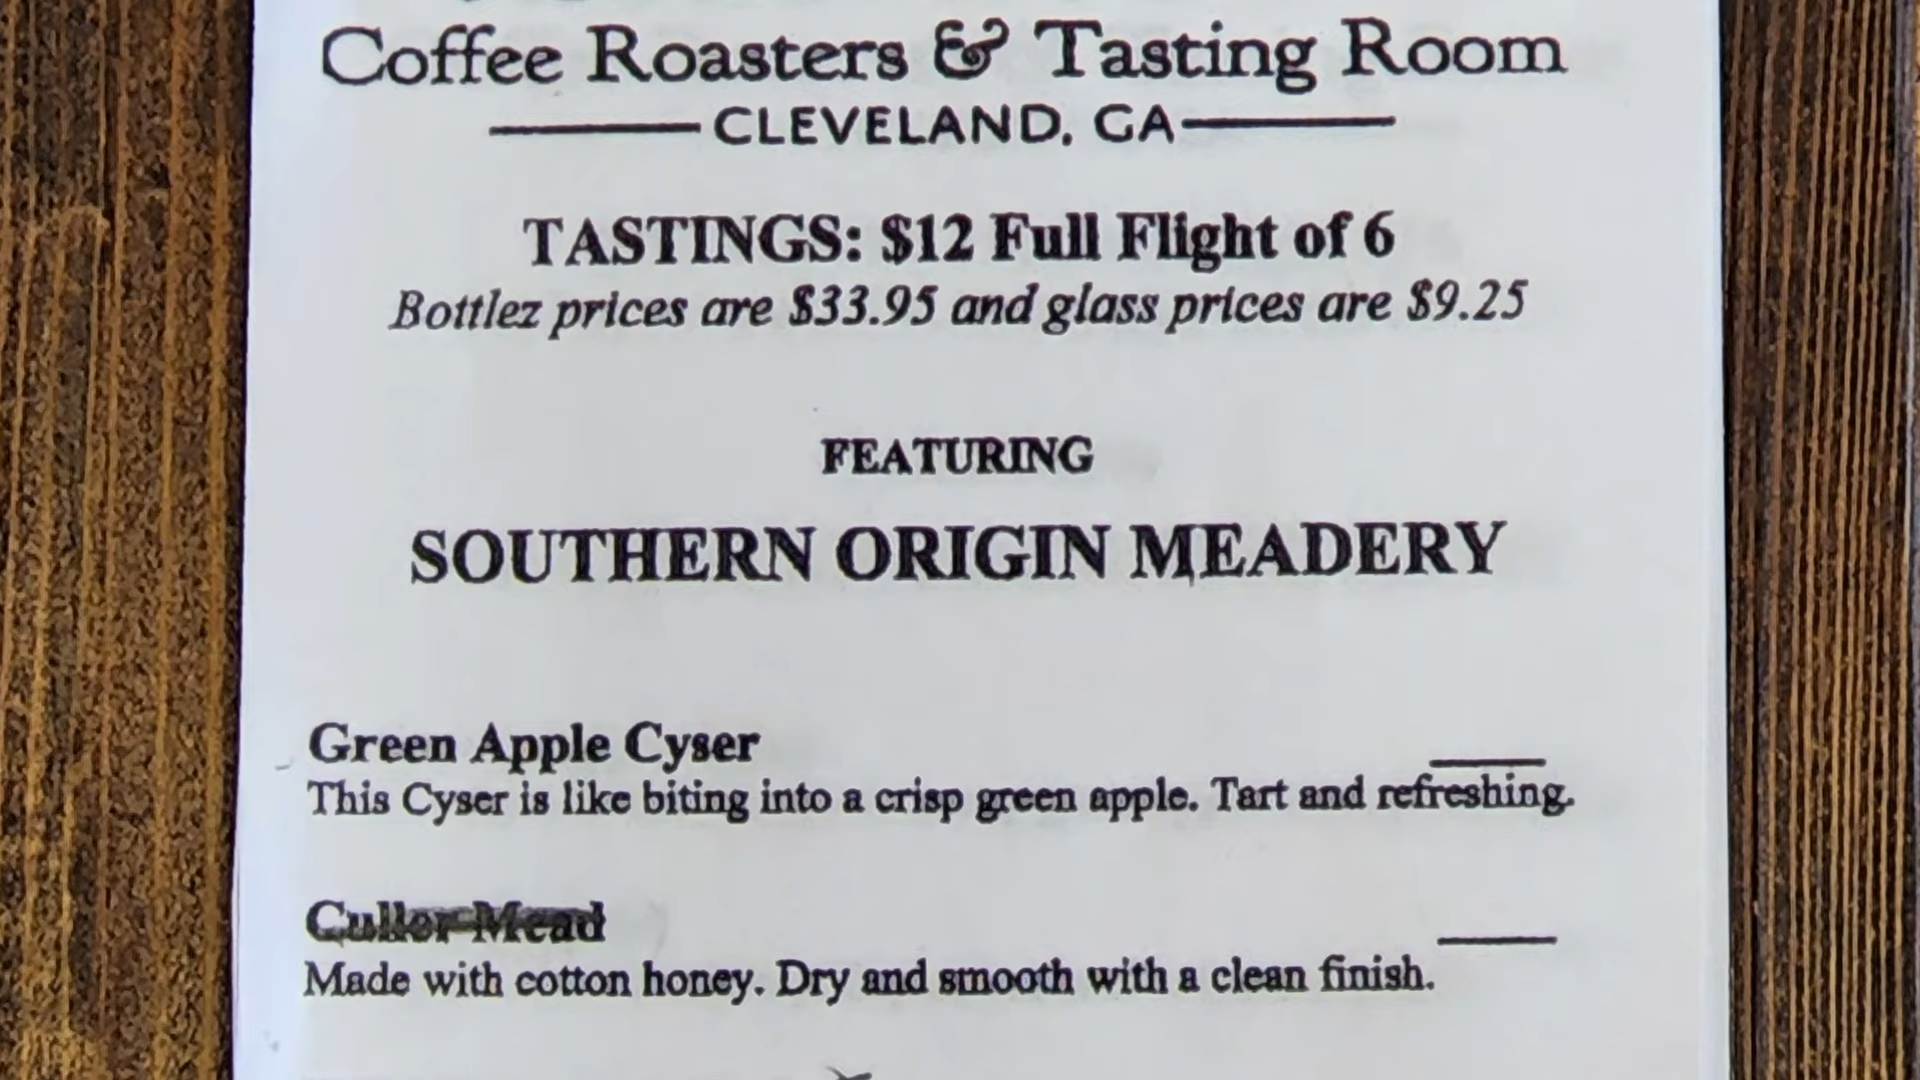 Coffee Roasters & Tasting Room
CLEVELAND, GA
TASTINGS: $12 Full Flight of 6
Bottlez prices are $33.95 and glass prices are $9.25
FEATURING
SOUTHERN ORIGIN MEADERY
Green Apple Cyser
This Cyser is like biting into a crisp green apple. Tart and refreshing.
Mead
Made with cotton honey. Dry and smooth with a clean finish.